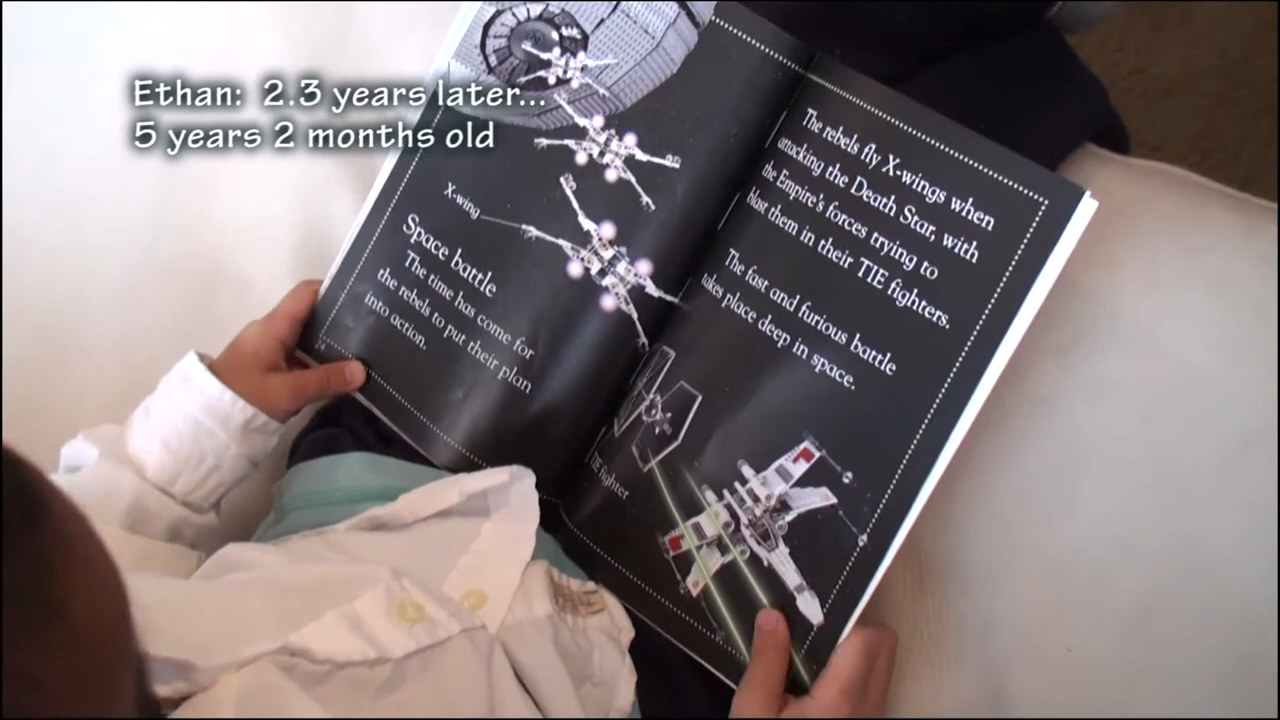 Ethan: 2.3 years later...
5 years 2 months old
X-wing
Space battle
The time has come for
the rebels to put their plan
into action.
The rebels fly X-wings when
attacking the Death Star, with
the Empire's forces trying to
blast them in their TIE fighters.
The fast and furious battle
takes place deep in space.
TIE fighter